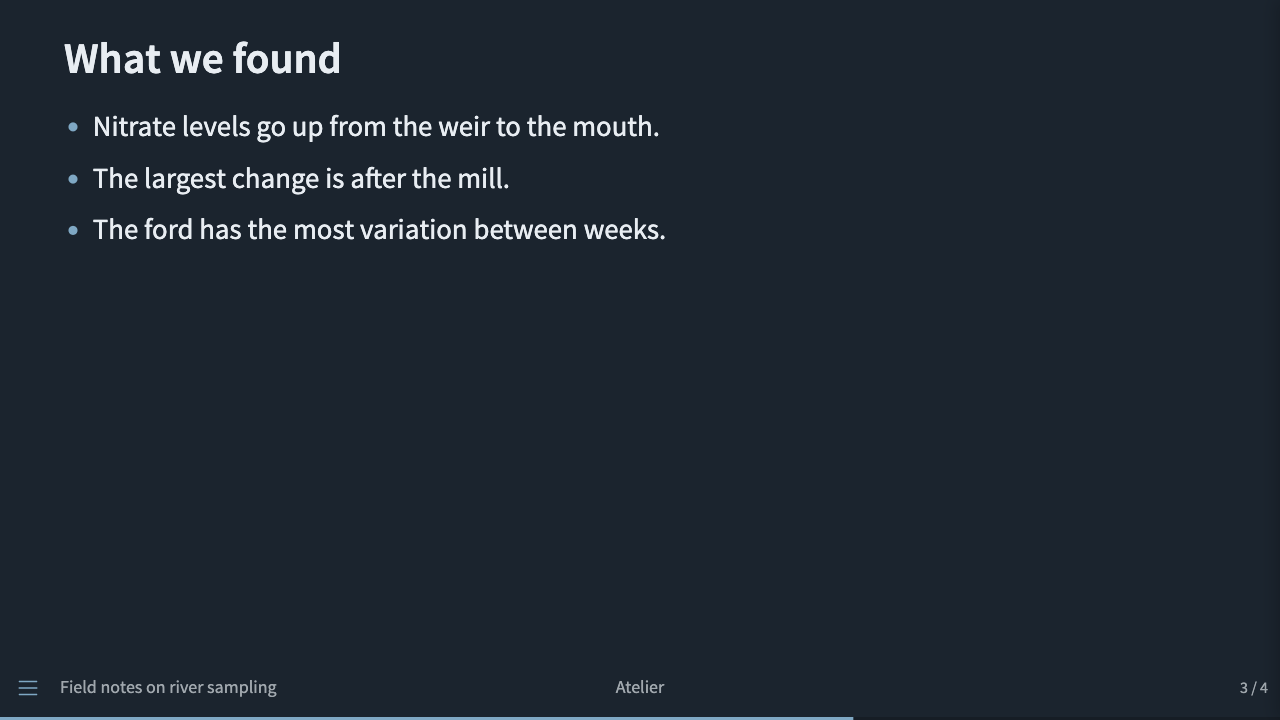 What we found
• Nitrate levels go up from the weir to the mouth.
• The largest change is after the mill.
• The ford has the most variation between weeks.
Field notes on river sampling
Atelier
3 / 4